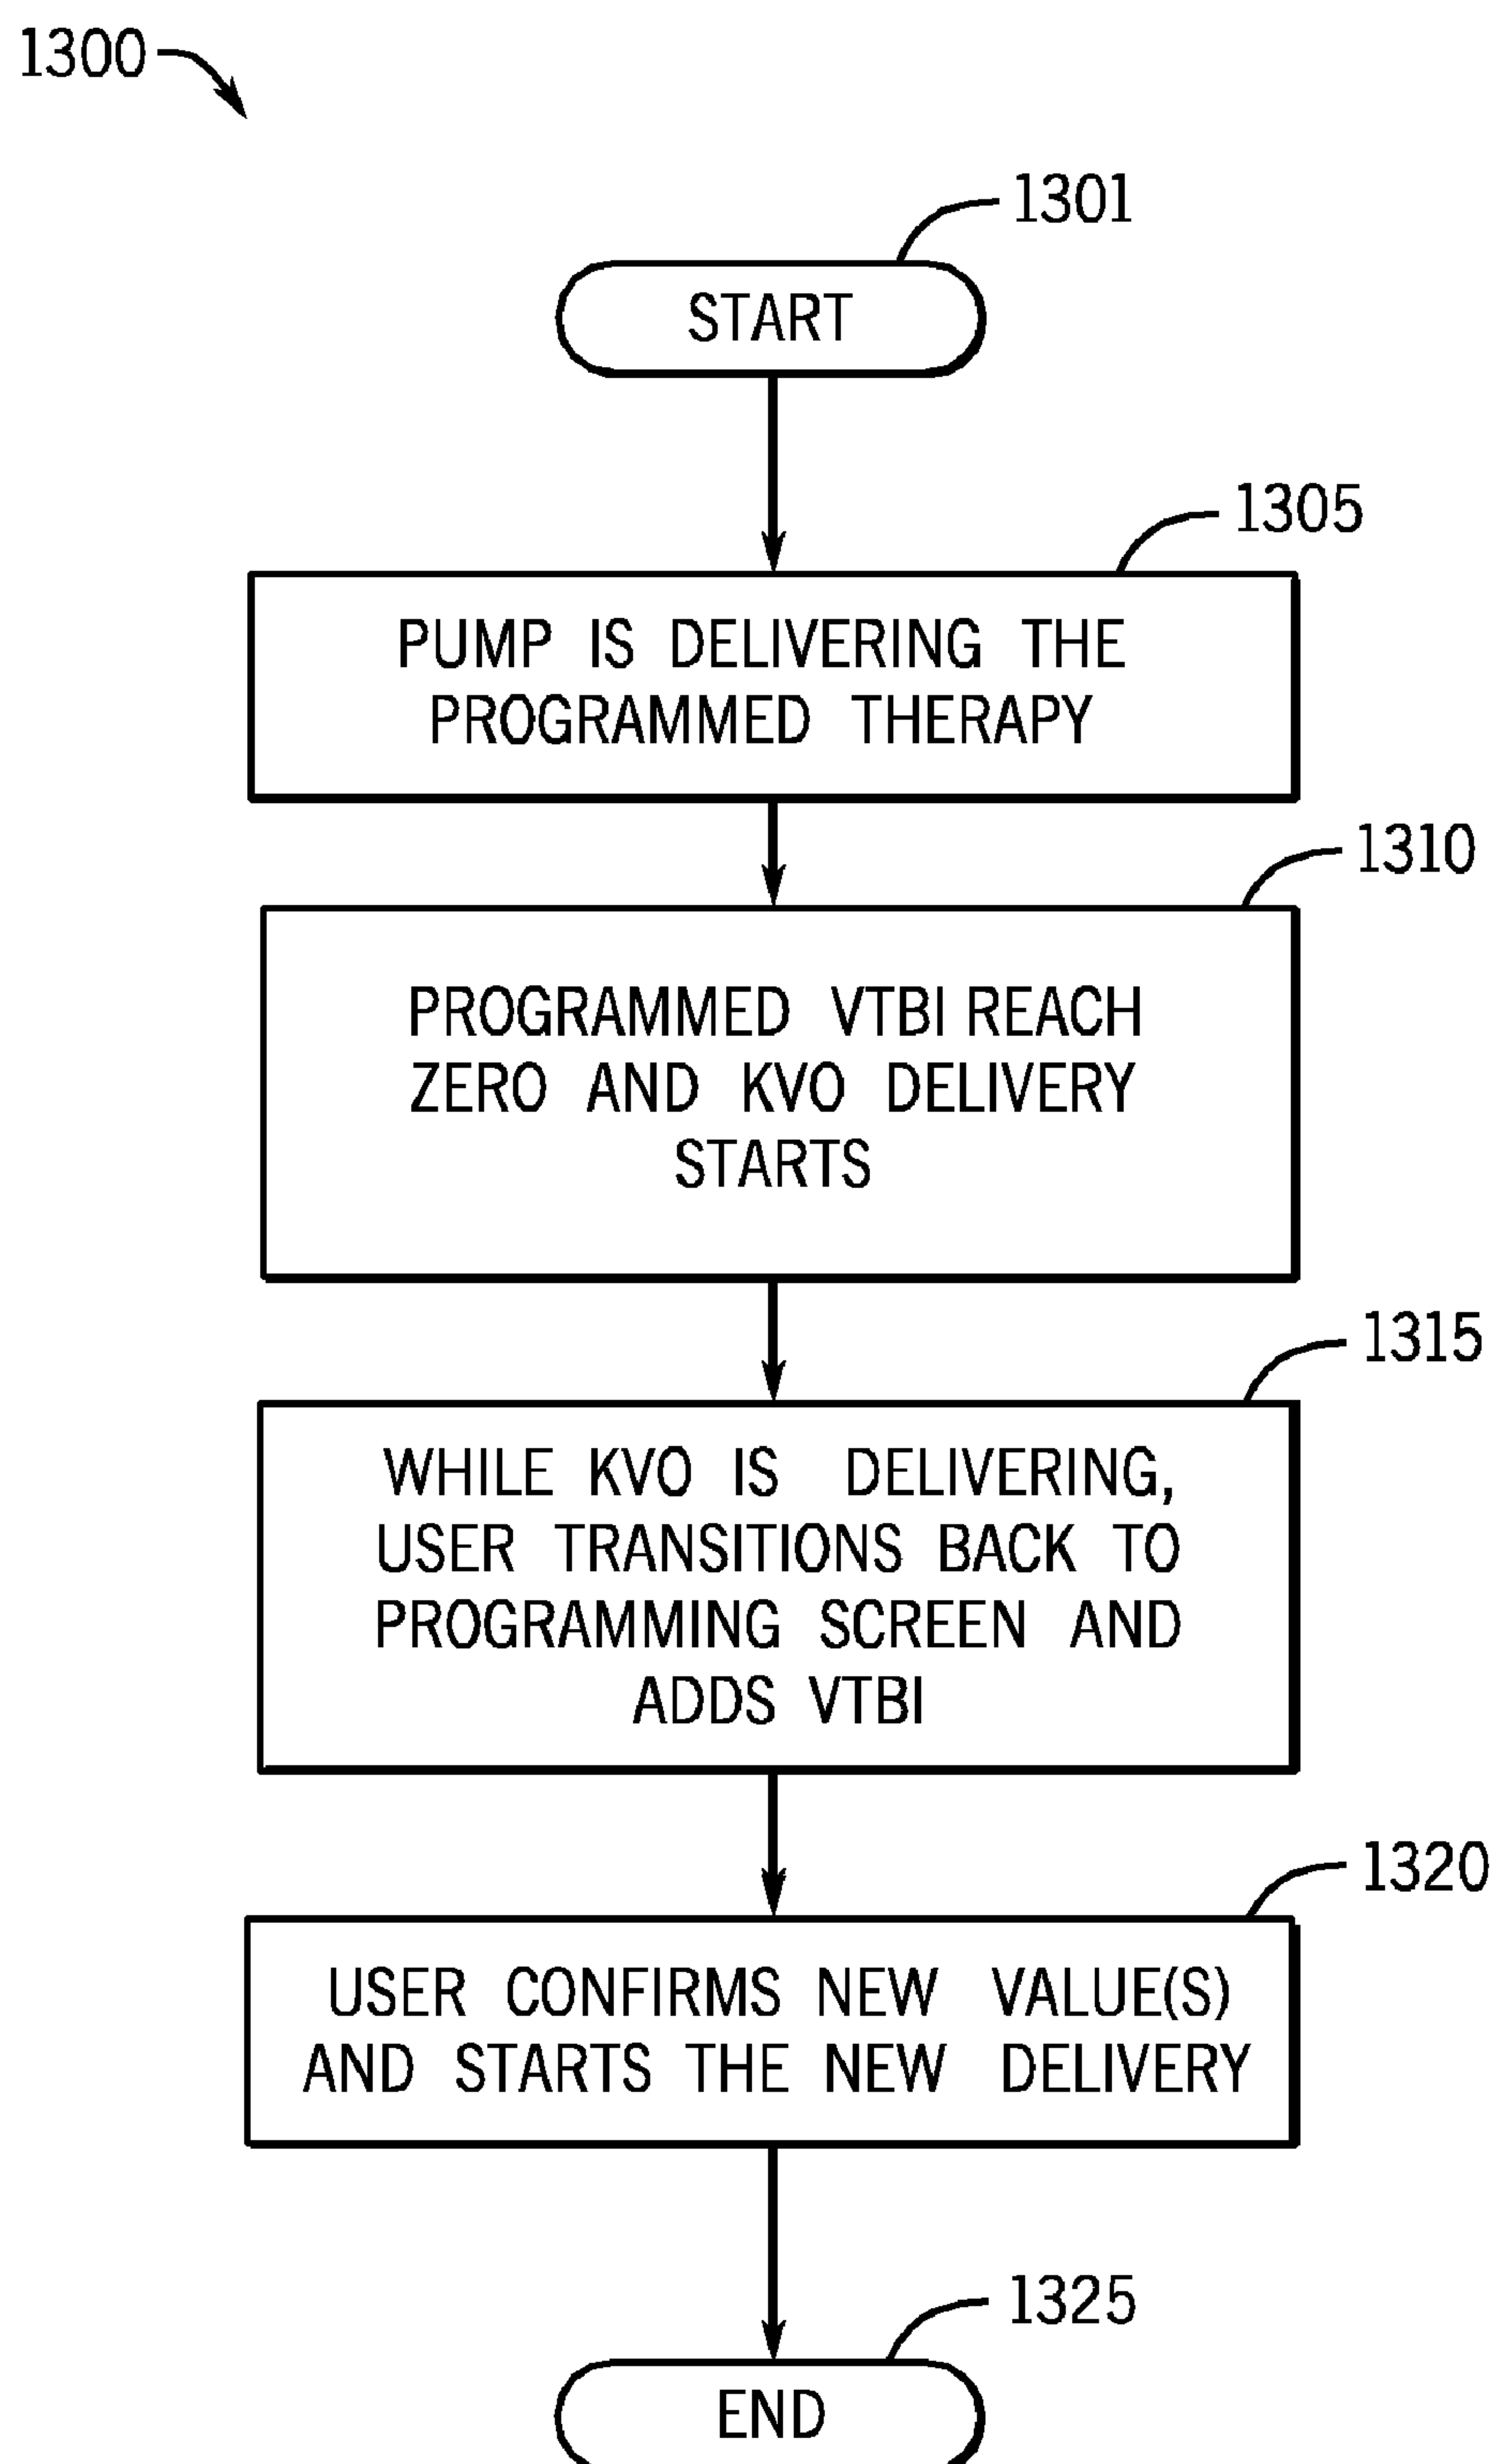 1300
1301
START
1305
PUMP IS DELIVERING THE
PROGRAMMED THERAPY
1310
PROGRAMMED VTBI REACH
ZERO AND KVO DELIVERY
STARTS
1315
WHILE KVO IS DELIVERING,
USER TRANSITIONS BACK TO
PROGRAMMING SCREEN AND
ADDS VTBI
1320
USER CONFIRMS NEW VALUE(S)
AND STARTS THE NEW DELIVERY
1325
END